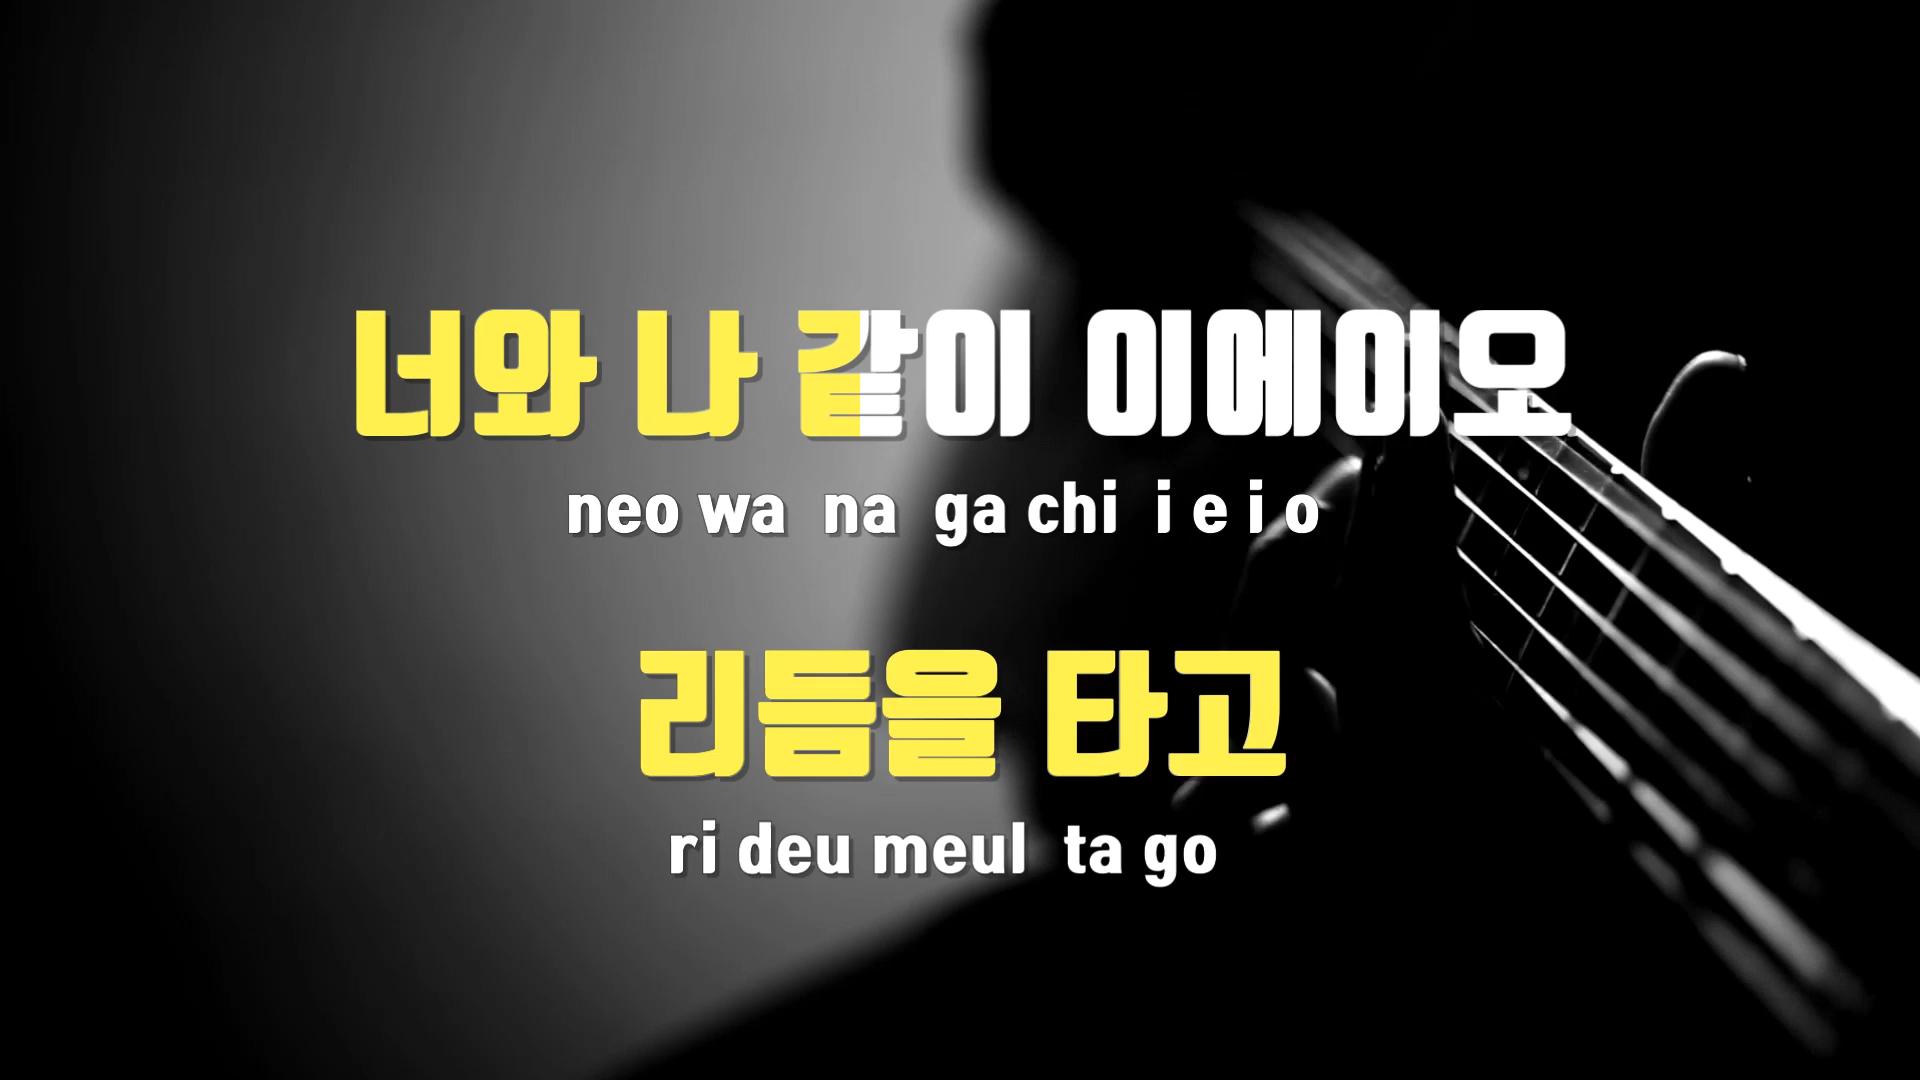 너와 나 같이 이에이오
neo wa na ga chi i e i o
리듬을 타고
ri deu meul ta go